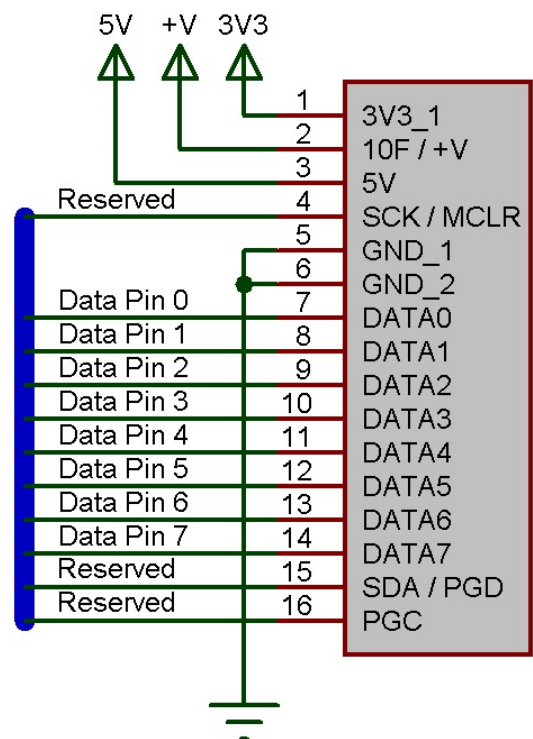 5V +V 3V3
1 3V3_1
2 10F / +V
3 5V
Reserved 4 SCK / MCLR
5 GND_1
6 GND_2
Data Pin 0 7 DATA0
Data Pin 1 8 DATA1
Data Pin 2 9 DATA2
Data Pin 3 10 DATA3
Data Pin 4 11 DATA4
Data Pin 5 12 DATA5
Data Pin 6 13 DATA6
Data Pin 7 14 DATA7
Reserved 15 SDA / PGD
Reserved 16 PGC